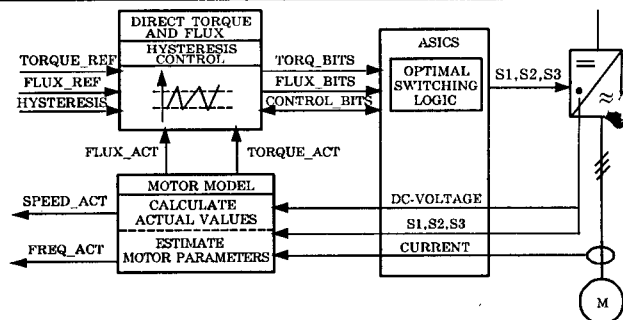 DIRECT TORQUE
AND FLUX
HYSTERESIS
CONTROL
TORQUE_REF
FLUX_REF
HYSTERESIS
TORQ_BITS
FLUX_BITS
CONTROL_BITS
ASICS
OPTIMAL
SWITCHING
LOGIC
S1,S2,S3
FLUX_ACT
TORQUE_ACT
MOTOR MODEL
CALCULATE
ACTUAL VALUES
ESTIMATE
MOTOR PARAMETERS
SPEED_ACT
FREQ_ACT
DC-VOLTAGE
S1,S2,S3
CURRENT
M